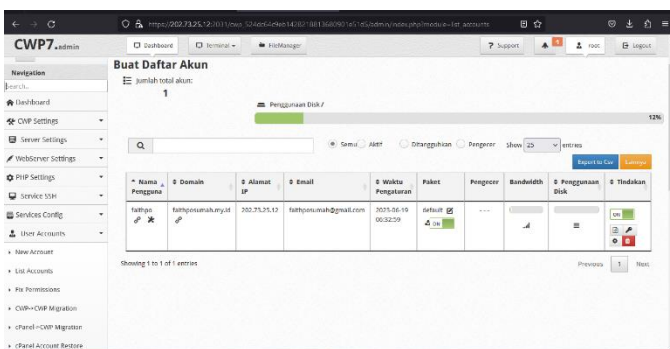 CWP7.admin
Dashboard
Terminal
FileManager
? Support
root
Logout
Navigation
Search...
Dashboard
CWP Settings
Server Settings
WebServer Settings
PHP Settings
Service SSH
Services Config
User Accounts
New Account
List Accounts
Fix Permissions
CWP->CWP Migration
cPanel->CWP Migration
cPanel Account Restore
Buat Daftar Akun
Jumlah total akun:
1
Penggunaan Disk /
12%
Semua Aktif Ditangguhkan Pengecer Show 25 entries
Export to Csv Lainnya
Nama Pengguna Domain Alamat IP Email Waktu Pengaturan Paket Pengecer Bandwidth Penggunaan Disk Tindakan
faithpo faithposumah.my.id 202.73.25.12 faithposumah@gmail.com 2025-06-19 06:32:59 default --- ON
ON
Showing 1 to 1 of 1 entries
Previous 1 Next